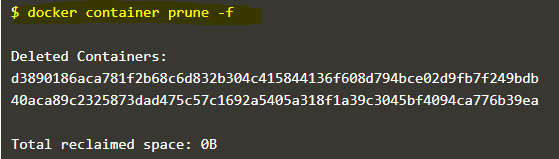 $ docker container prune -f
Deleted Containers:
d3890186aca781f2b68c6d832b304c415844136f608d794bce02d9fb7f249bdb
40aca89c2325873dad475c57c1692a5405a318f1a39c3045bf4094ca776b39ea
Total reclaimed space: 0B